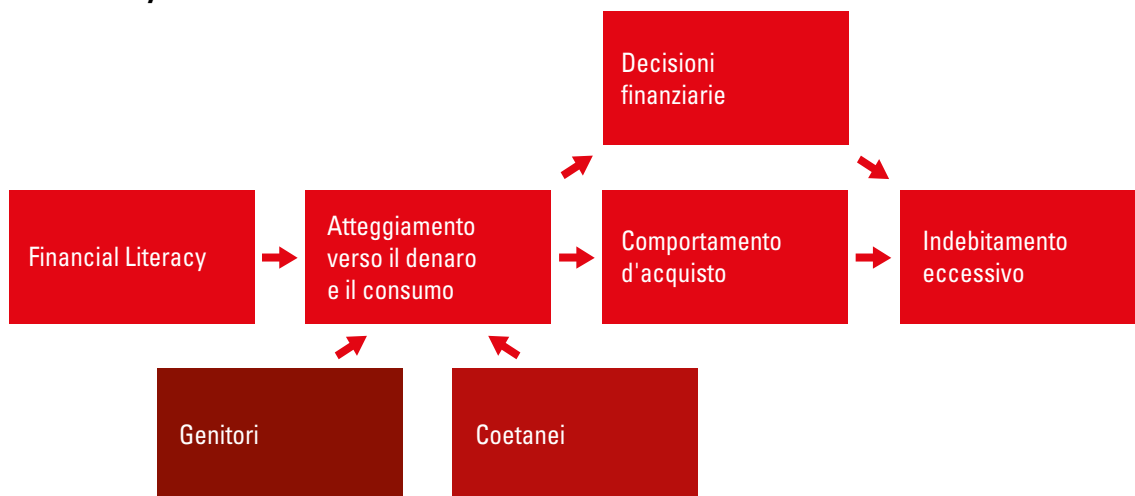 Decisioni
finanziarie
Financial Literacy
Atteggiamento
verso il denaro
e il consumo
Comportamento
d'acquisto
Indebitamento
eccessivo
Genitori
Coetanei